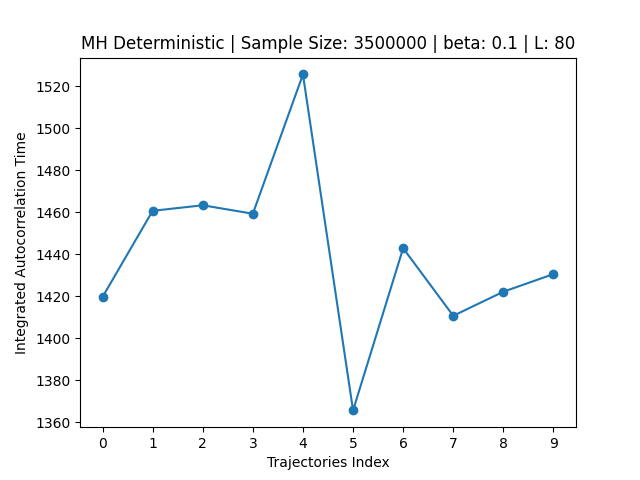 MH Deterministic | Sample Size: 3500000 | beta: 0.1 | L: 80
Integrated Autocorrelation Time
1520
1500
1480
1460
1440
1420
1400
1380
1360
0 1 2 3 4 5 6 7 8 9
Trajectories Index